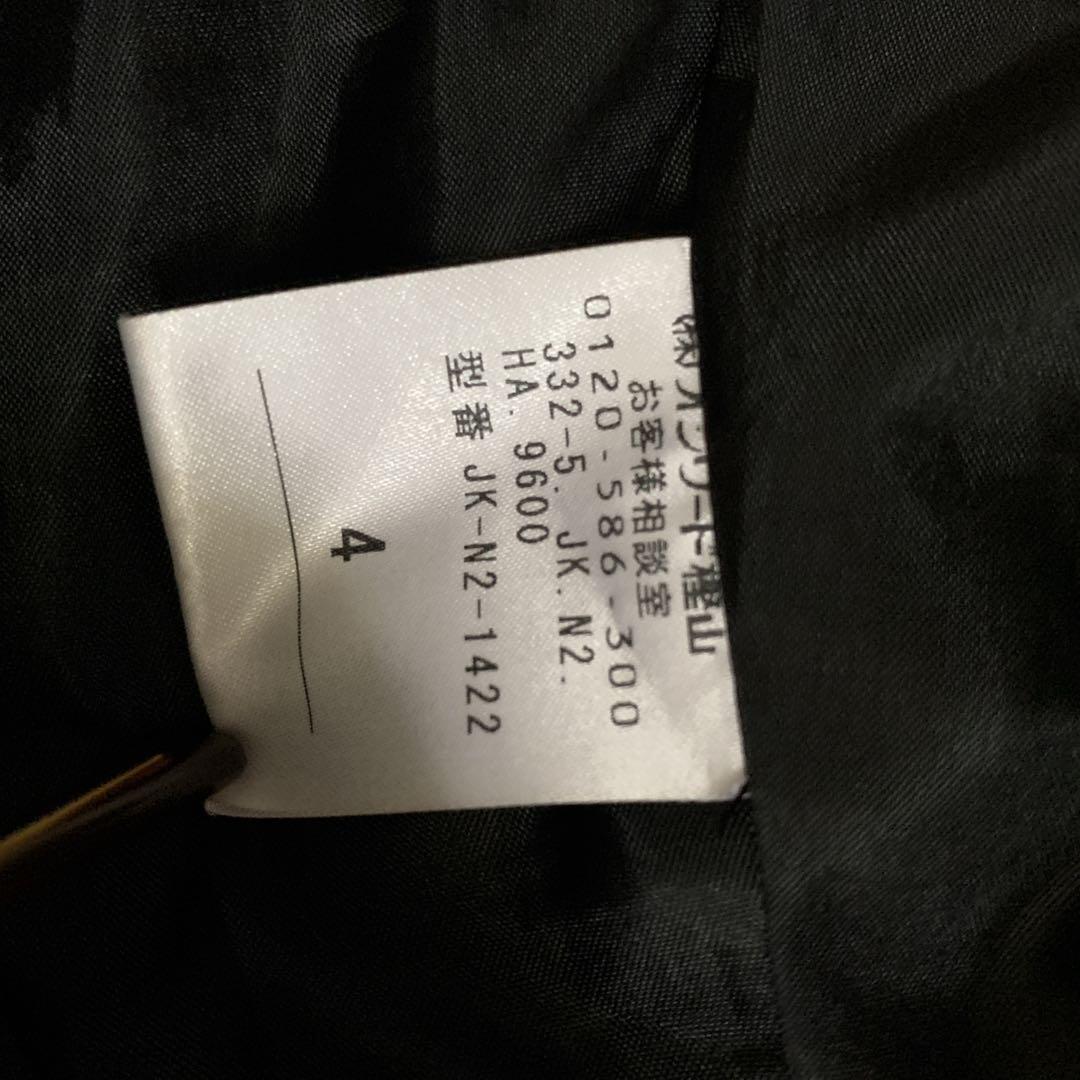 (株)オンワード樫山
お客様相談室
0120-586-300
332-5. JK.N2.
HA. 9600
型番 JK-N2-1422
4